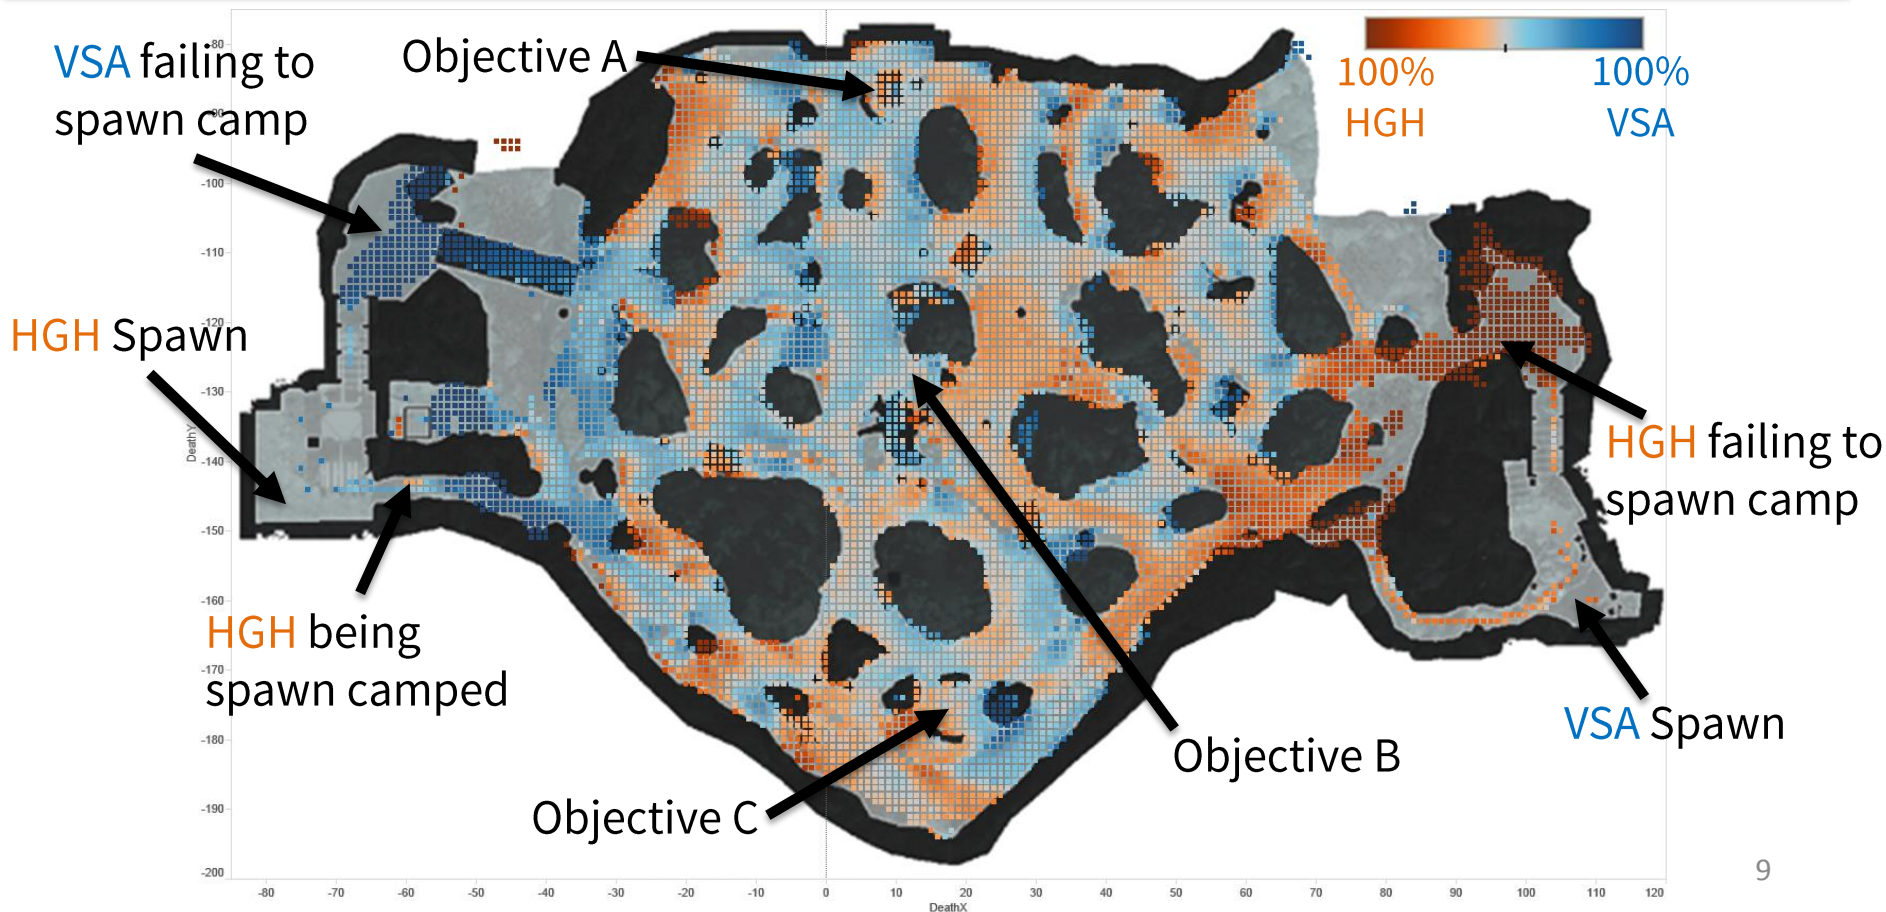 VSA failing to
spawn camp
Objective A
100%
HGH
100%
VSA
HGH Spawn
HGH being
spawn camped
HGH failing to
spawn camp
VSA Spawn
Objective B
Objective C
-80
-90
-100
-110
-120
-130
-140
-150
-160
-170
-180
-190
-200
DeathY
-80 -70 -60 -50 -40 -30 -20 -10 0 10 20 30 40 50 60 70 80 90 100 110 120
DeathX
9